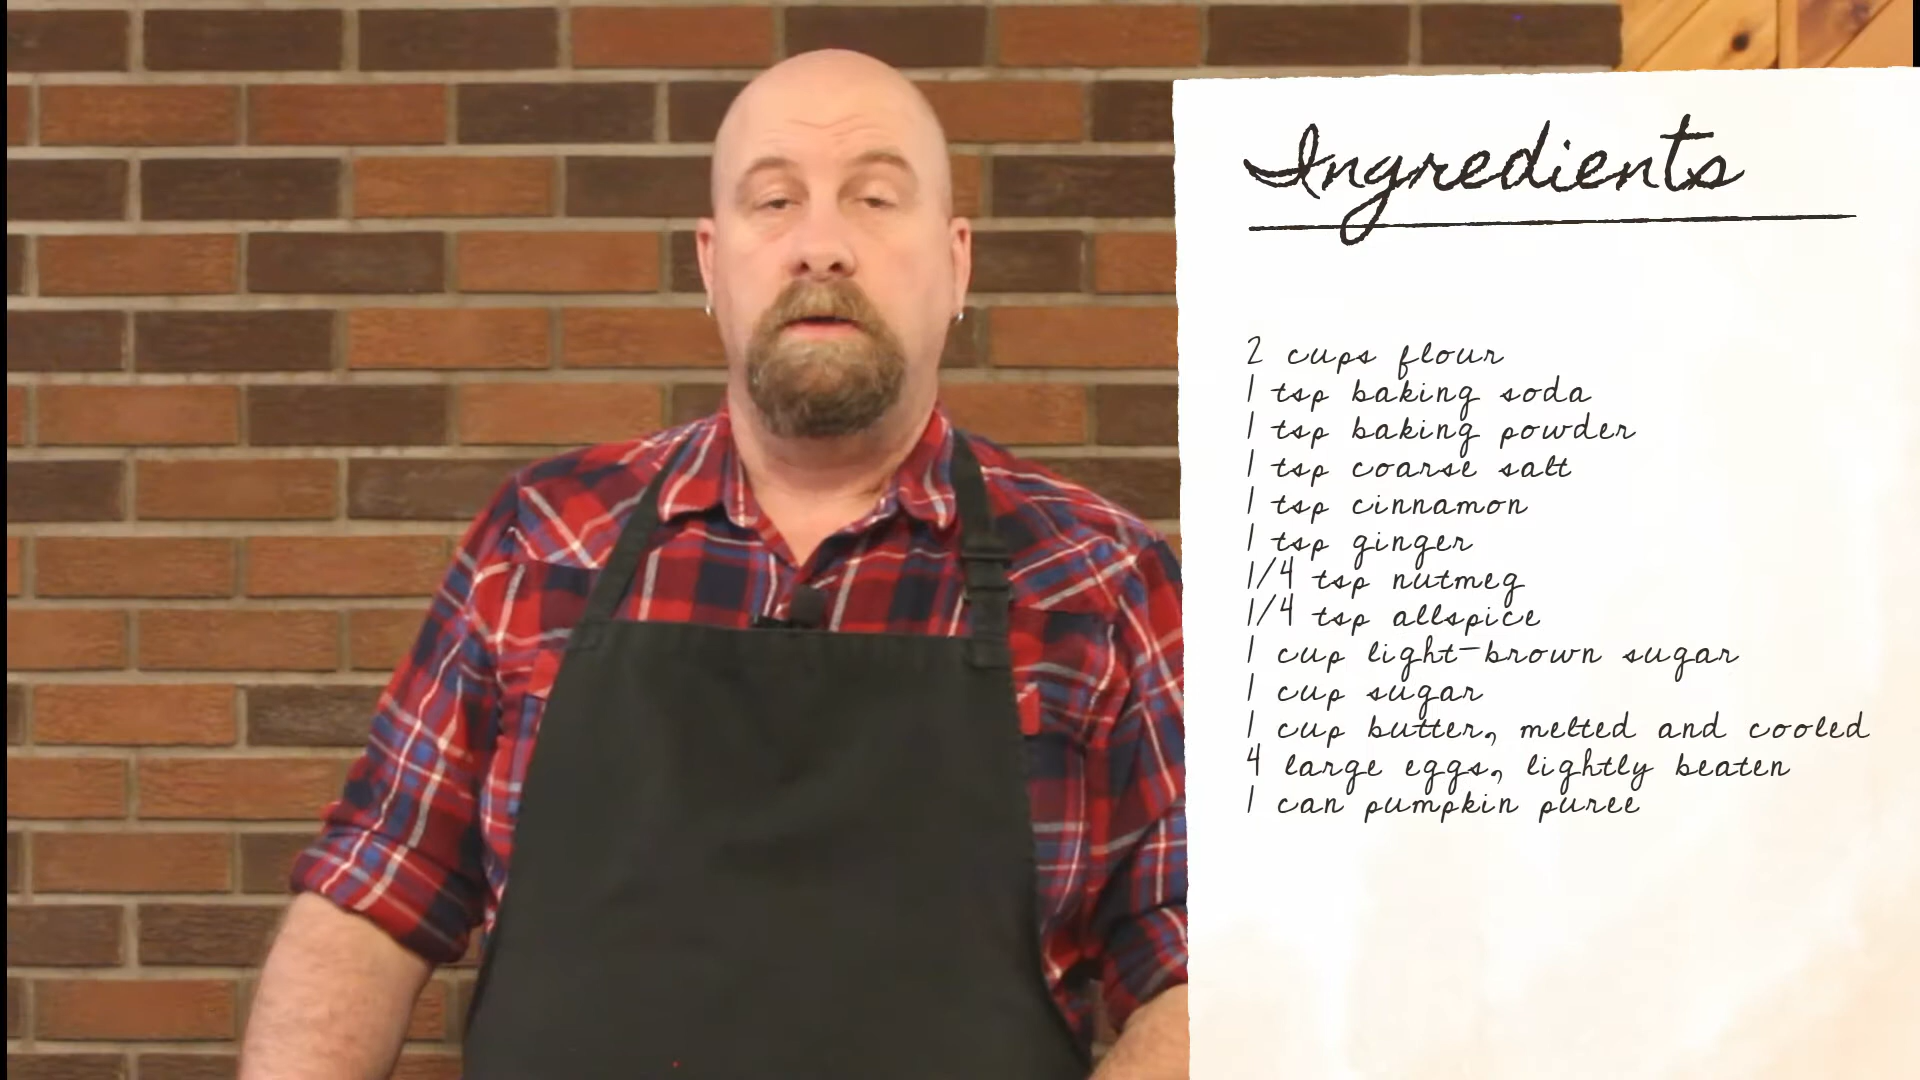 Ingredients
2 cups flour
1 tsp baking soda
1 tsp baking powder
1 tsp coarse salt
1 tsp cinnamon
1 tsp ginger
1/4 tsp nutmeg
1/4 tsp allspice
1 cup light-brown sugar
1 cup sugar
1 cup butter, melted and cooled
4 large eggs, lightly beaten
1 can pumpkin puree